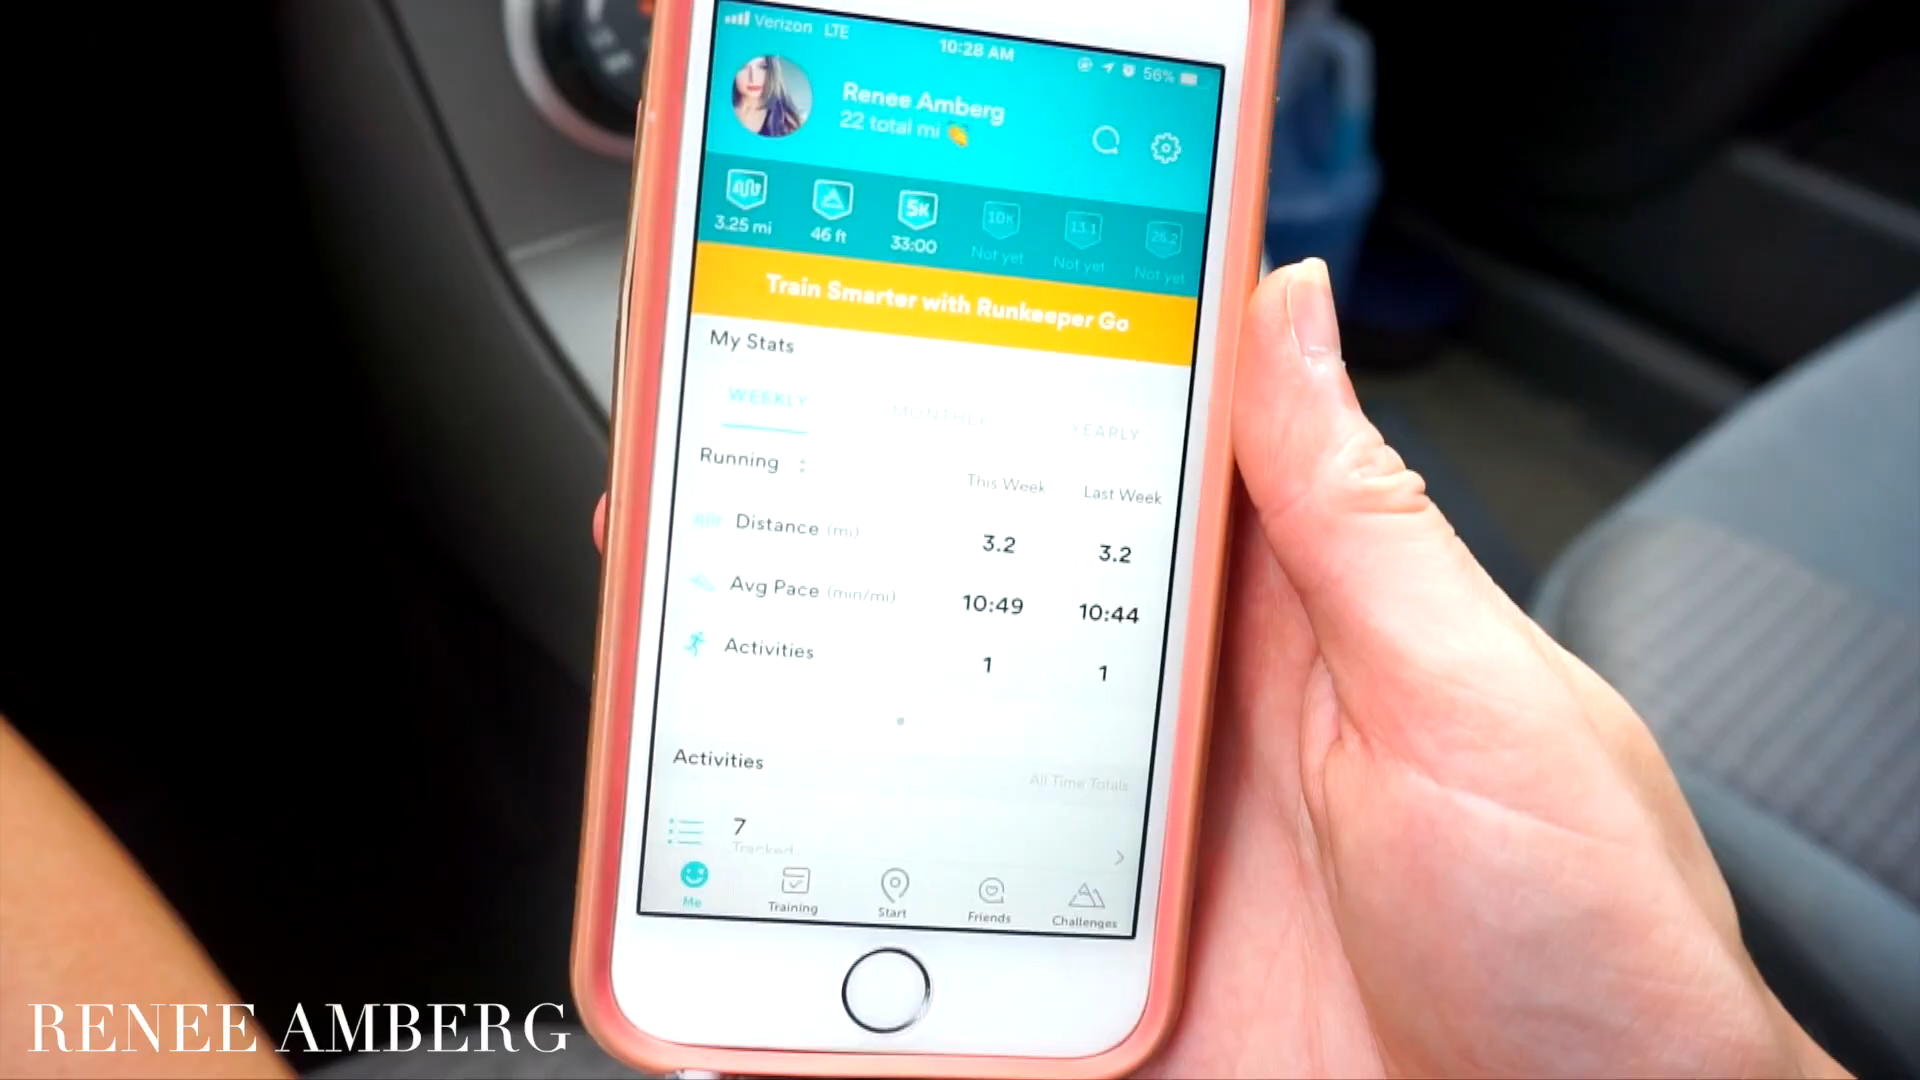 Verizon LTE
10:28 AM
56%
Renee Amberg
22 total mi 👏
5K
10K
13.1
26.2
3.25 mi
46 ft
33:00
Not yet
Not yet
Not yet
Train Smarter with Runkeeper Go
My Stats
WEEKLY
MONTHLY
YEARLY
Running
This Week
Last Week
Distance (mi)
3.2
3.2
Avg Pace (min/mi)
10:49
10:44
Activities
1
1
Activities
All Time Totals
7
Tracked
Me
Training
Start
Friends
Challenges
RENEE AMBERG